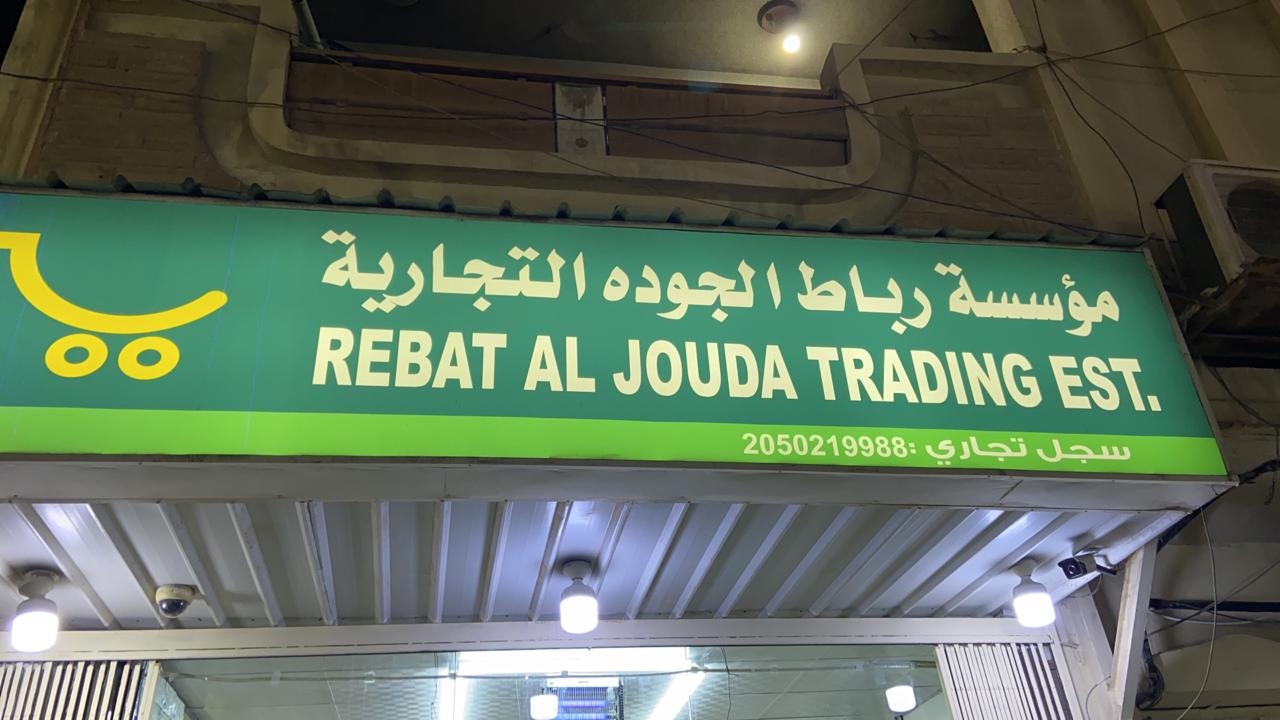 مؤسسة رباط الجوده التجارية
REBAT AL JOUDA TRADING EST.
سجل تجاري :2050219988